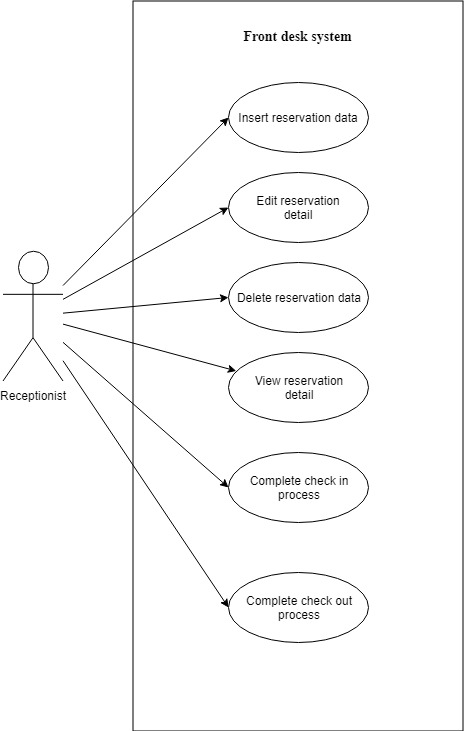 Front desk system
Insert reservation data
Edit reservation
detail
Delete reservation data
View reservation
detail
Receptionist
Complete check in
process
Complete check out
process